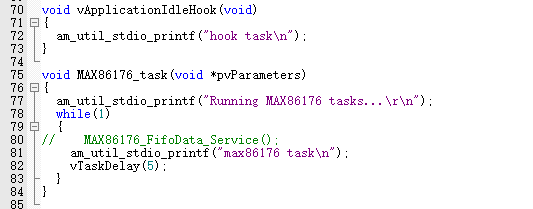 70 void vApplicationIdleHook(void)
71 {
72 am_util_stdio_printf("hook task\n");
73 }
74
75 void MAX86176_task(void *pvParameters)
76 {
77 am_util_stdio_printf("Running MAX86176 tasks...\r\n");
78 while(1)
79 {
80 // MAX86176_FifoData_Service();
81 am_util_stdio_printf("max86176 task\n");
82 vTaskDelay(5);
83 }
84 }
85